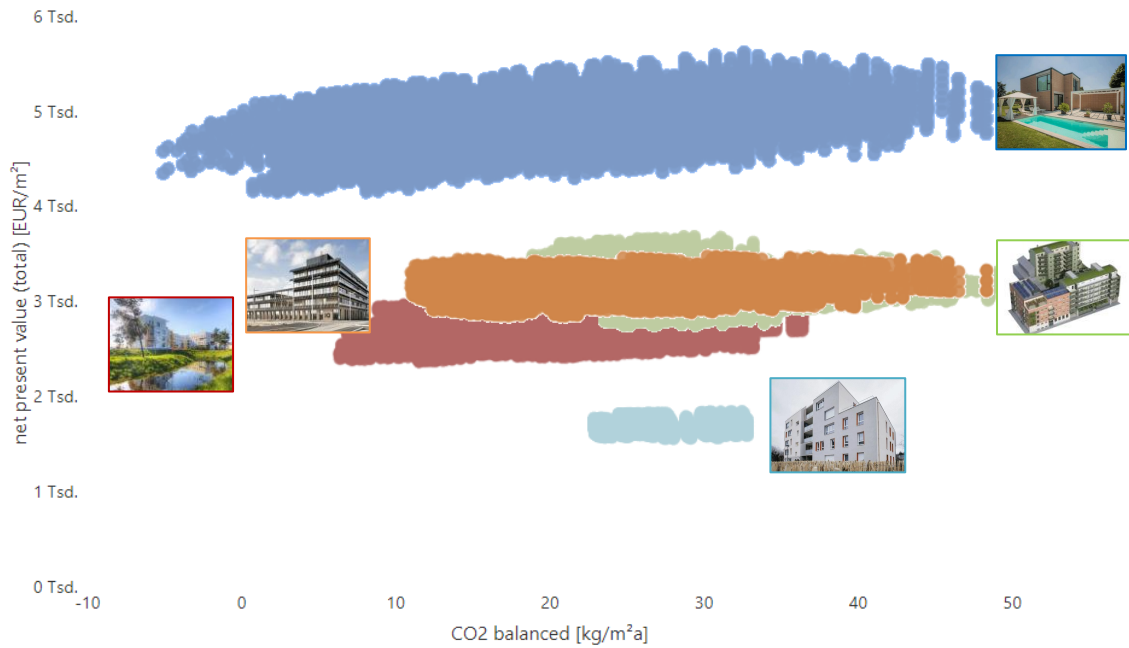 6 Tsd.
5 Tsd.
4 Tsd.
3 Tsd.
2 Tsd.
1 Tsd.
0 Tsd.
net present value (total) [EUR/m²]
-10 0 10 20 30 40 50
CO2 balanced [kg/m²a]